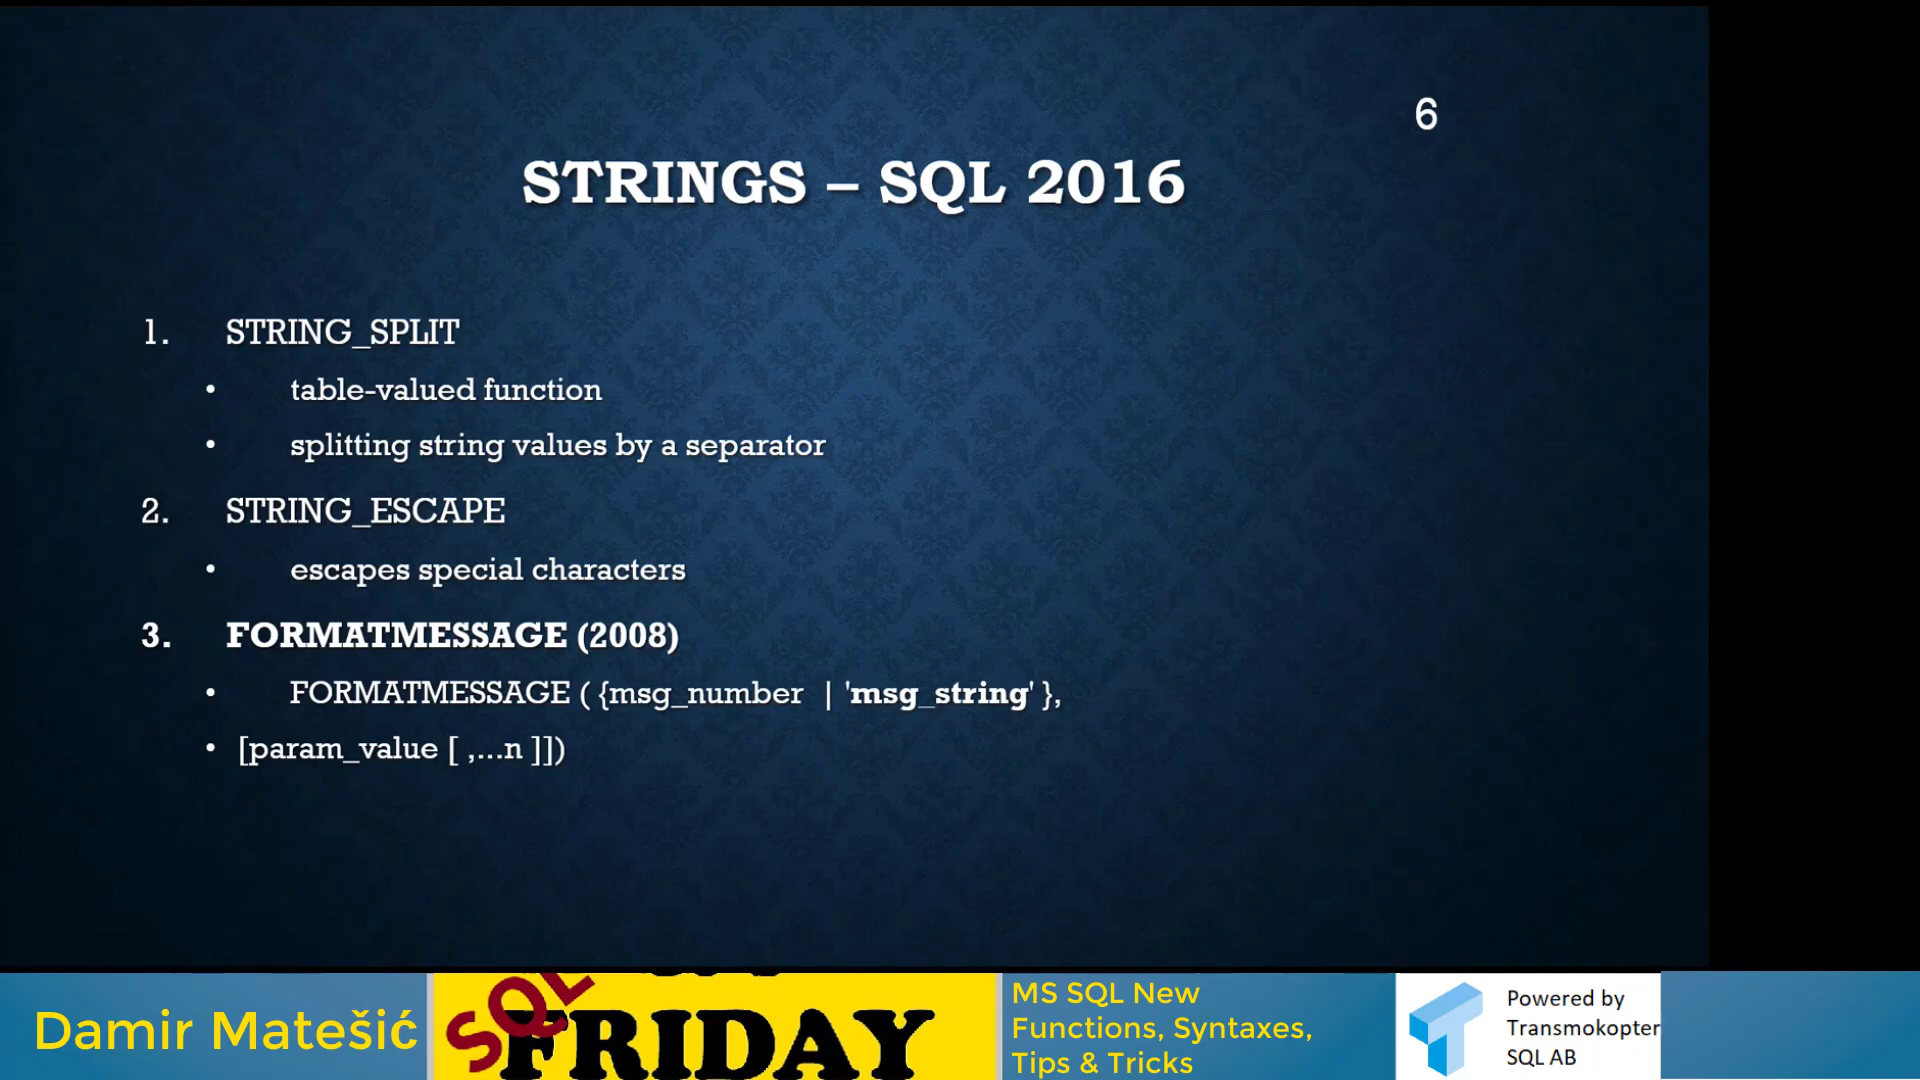 6
STRINGS – SQL 2016
1. STRING_SPLIT
• table-valued function
• splitting string values by a separator
2. STRING_ESCAPE
• escapes special characters
3. FORMATMESSAGE (2008)
• FORMATMESSAGE ( {msg_number | 'msg_string' },
• [param_value [ ,...n ]])
Damir Matešić
SQL
FRIDAY
MS SQL New
Functions, Syntaxes,
Tips & Tricks
Powered by
Transmokopter
SQL AB